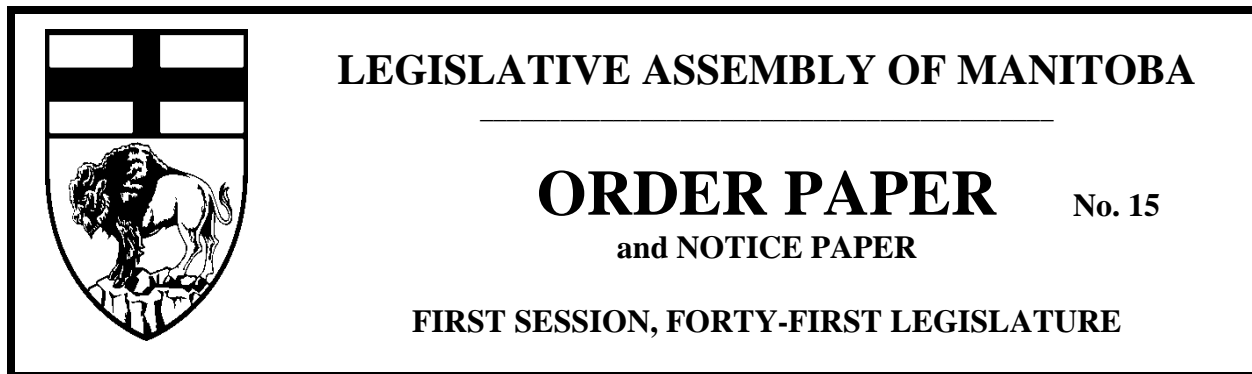 LEGISLATIVE ASSEMBLY OF MANITOBA
ORDER PAPER No. 15
and NOTICE PAPER
FIRST SESSION, FORTY-FIRST LEGISLATURE